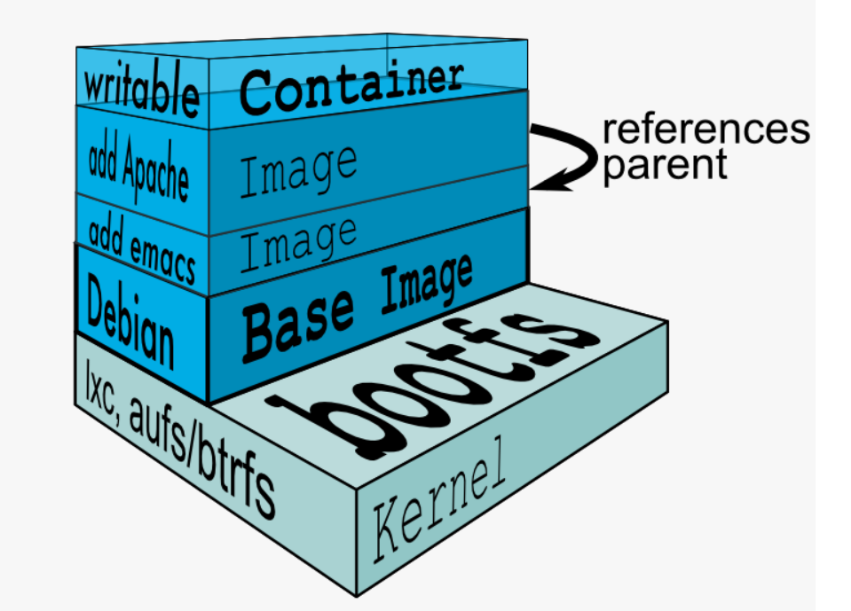 writable Container
references
parent
add Apache Image
add emacs Image
Debian Base Image
bootfs
lxc, aufs/btrfs
Kernel